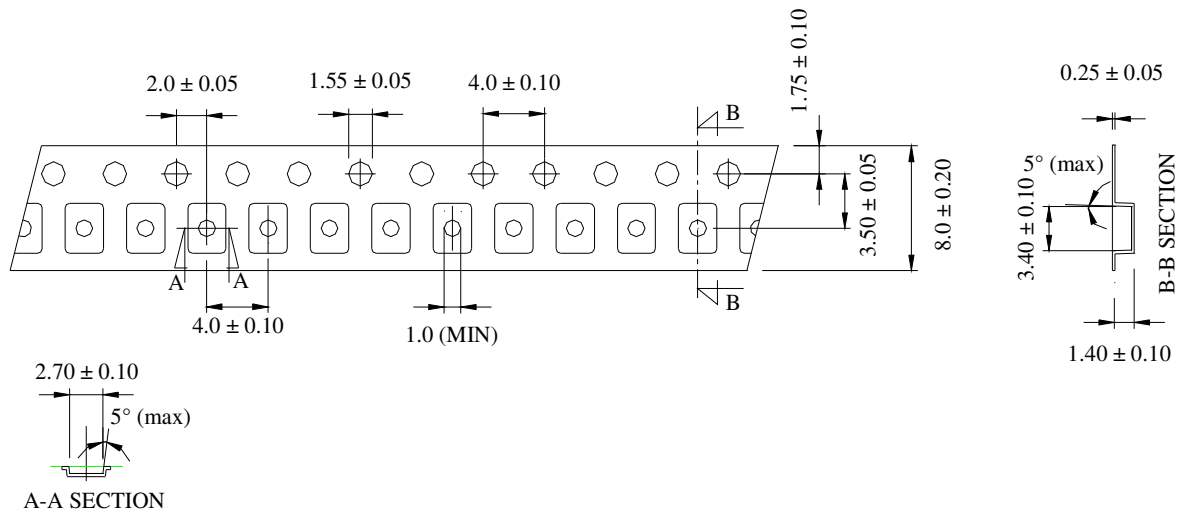 2.0 ± 0.05
1.55 ± 0.05
4.0 ± 0.10
1.75 ± 0.10
0.25 ± 0.05
B
5° (max)
3.50 ± 0.05
8.0 ± 0.20
3.40 ± 0.10
B-B SECTION
A
A
B
4.0 ± 0.10
1.0 (MIN)
1.40 ± 0.10
2.70 ± 0.10
5° (max)
A-A SECTION